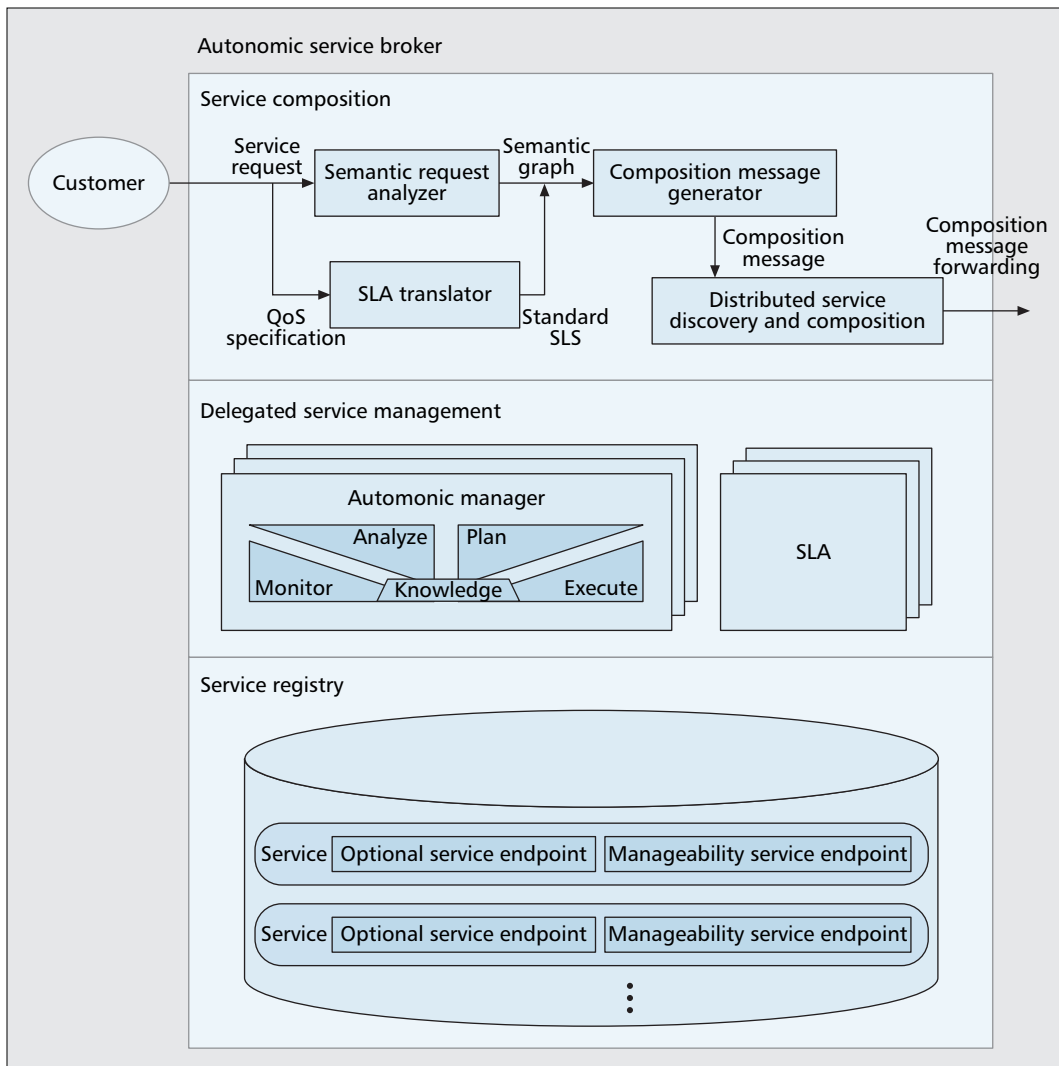 Autonomic service broker
Service composition
Customer
Service
request
Semantic request
analyzer
Semantic
graph
Composition message
generator
Composition
message
Composition
message
forwarding
SLA translator
QoS
specification
Standard
SLS
Distributed service
discovery and composition
Delegated service management
Automonic manager
Analyze
Plan
Monitor
Knowledge
Execute
SLA
Service registry
Service
Optional service endpoint
Manageability service endpoint
Service
Optional service endpoint
Manageability service endpoint